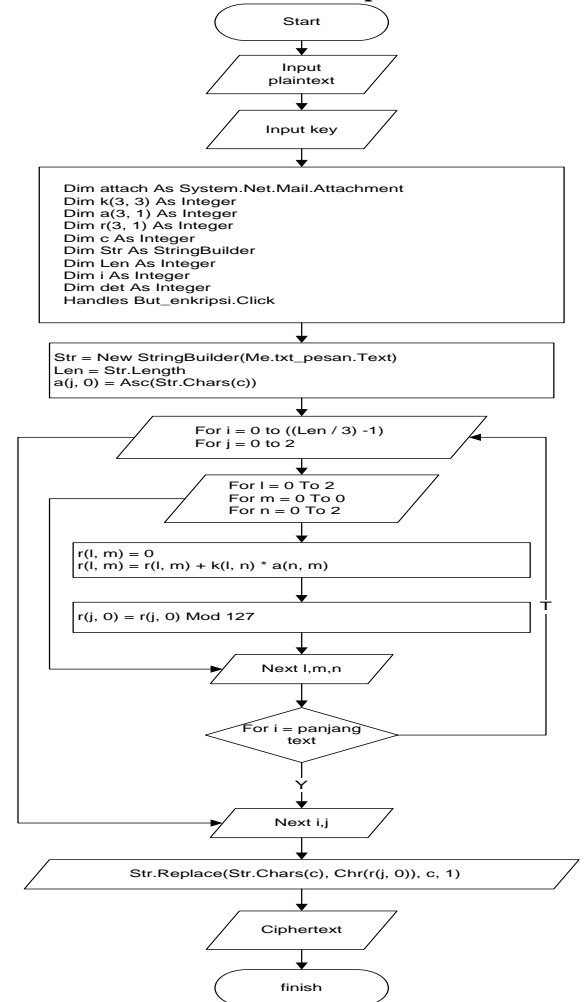 Start
Input
plaintext
Input key
Dim attach As System.Net.Mail.Attachment
Dim k(3, 3) As Integer
Dim a(3, 1) As Integer
Dim r(3, 1) As Integer
Dim c As Integer
Dim Str As StringBuilder
Dim Len As Integer
Dim i As Integer
Dim det As Integer
Handles But_enkripsi.Click
Str = New StringBuilder(Me.txt_pesan.Text)
Len = Str.Length
a(j, 0) = Asc(Str.Chars(c))
For i = 0 to ((Len / 3) -1)
For j = 0 to 2
For l = 0 To 2
For m = 0 To 0
For n = 0 To 2
r(l, m) = 0
r(l, m) = r(l, m) + k(l, n) * a(n, m)
T
r(j, 0) = r(j, 0) Mod 127
Next l,m,n
For i = panjang
text
Y
Next i,j
Str.Replace(Str.Chars(c), Chr(r(j, 0)), c, 1)
Ciphertext
finish